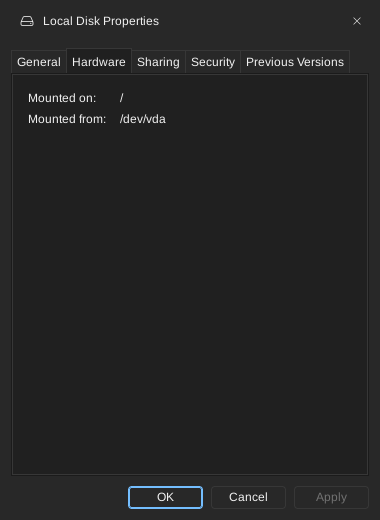 Local Disk Properties
General Hardware Sharing Security Previous Versions
Mounted on: /
Mounted from: /dev/vda
OK Cancel Apply